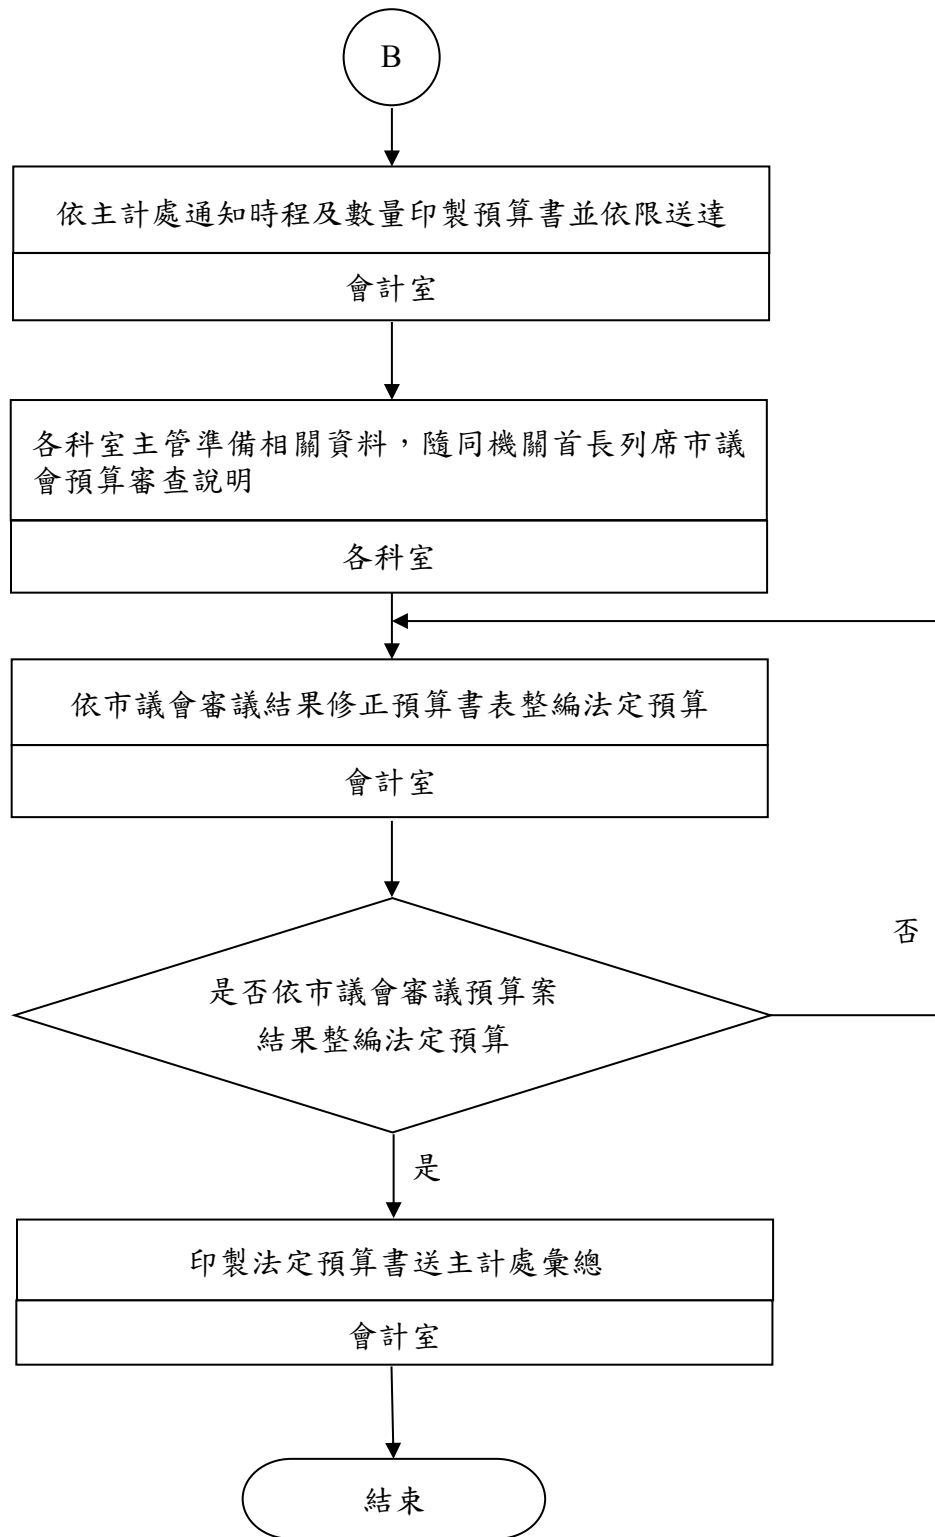 B
依主計處通知時程及數量印製預算書並依限送達
會計室
各科室主管準備相關資料，隨同機關首長列席市議
會預算審查說明
各科室
依市議會審議結果修正預算書表整編法定預算
會計室
否
是否依市議會審議預算案
結果整編法定預算
是
印製法定預算書送主計處彙總
會計室
結束